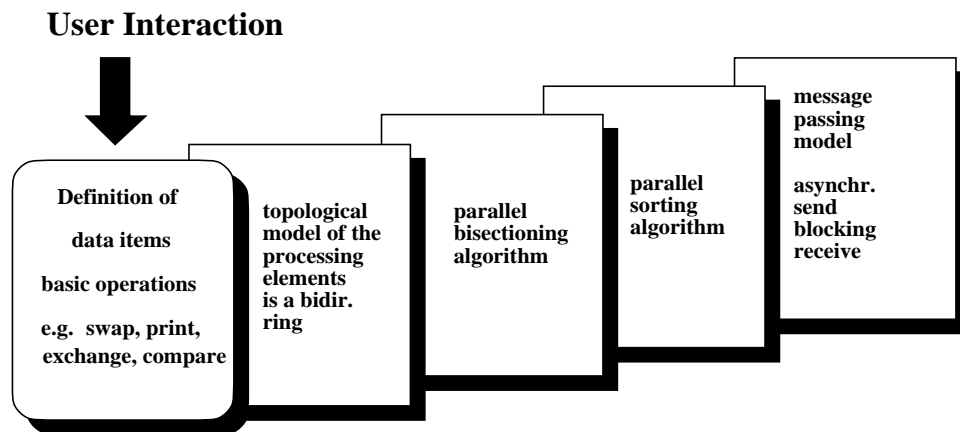 User Interaction
Definition of
data items
basic operations
e.g. swap, print,
exchange, compare
topological
model of the
processing
elements
is a bidir.
ring
parallel
bisectioning
algorithm
parallel
sorting
algorithm
message
passing
model
asynchr.
send
blocking
receive